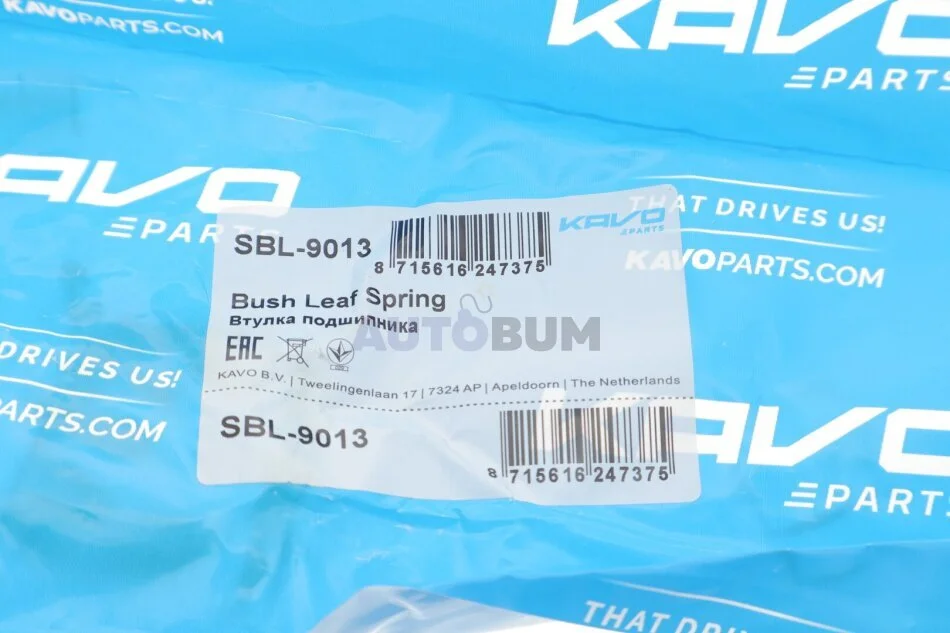 KAVOPARTS.COM
KAVO
PARTS
KAVO
PARTS
THAT DRIVES US!
KAVOPARTS.COM
SBL-9013
8 715616 247375
KAVO
PARTS
Bush Leaf Spring
Втулка подшипника
AUTOBUM
EAC
KAVO B.V. | Tweelingenlaan 17 | 7324 AP | Apeldoorn | The Netherlands
SBL-9013
8 715616 247375
DRIVES US!
PARTS.COM
KAVO
PARTS
THAT DRIVES